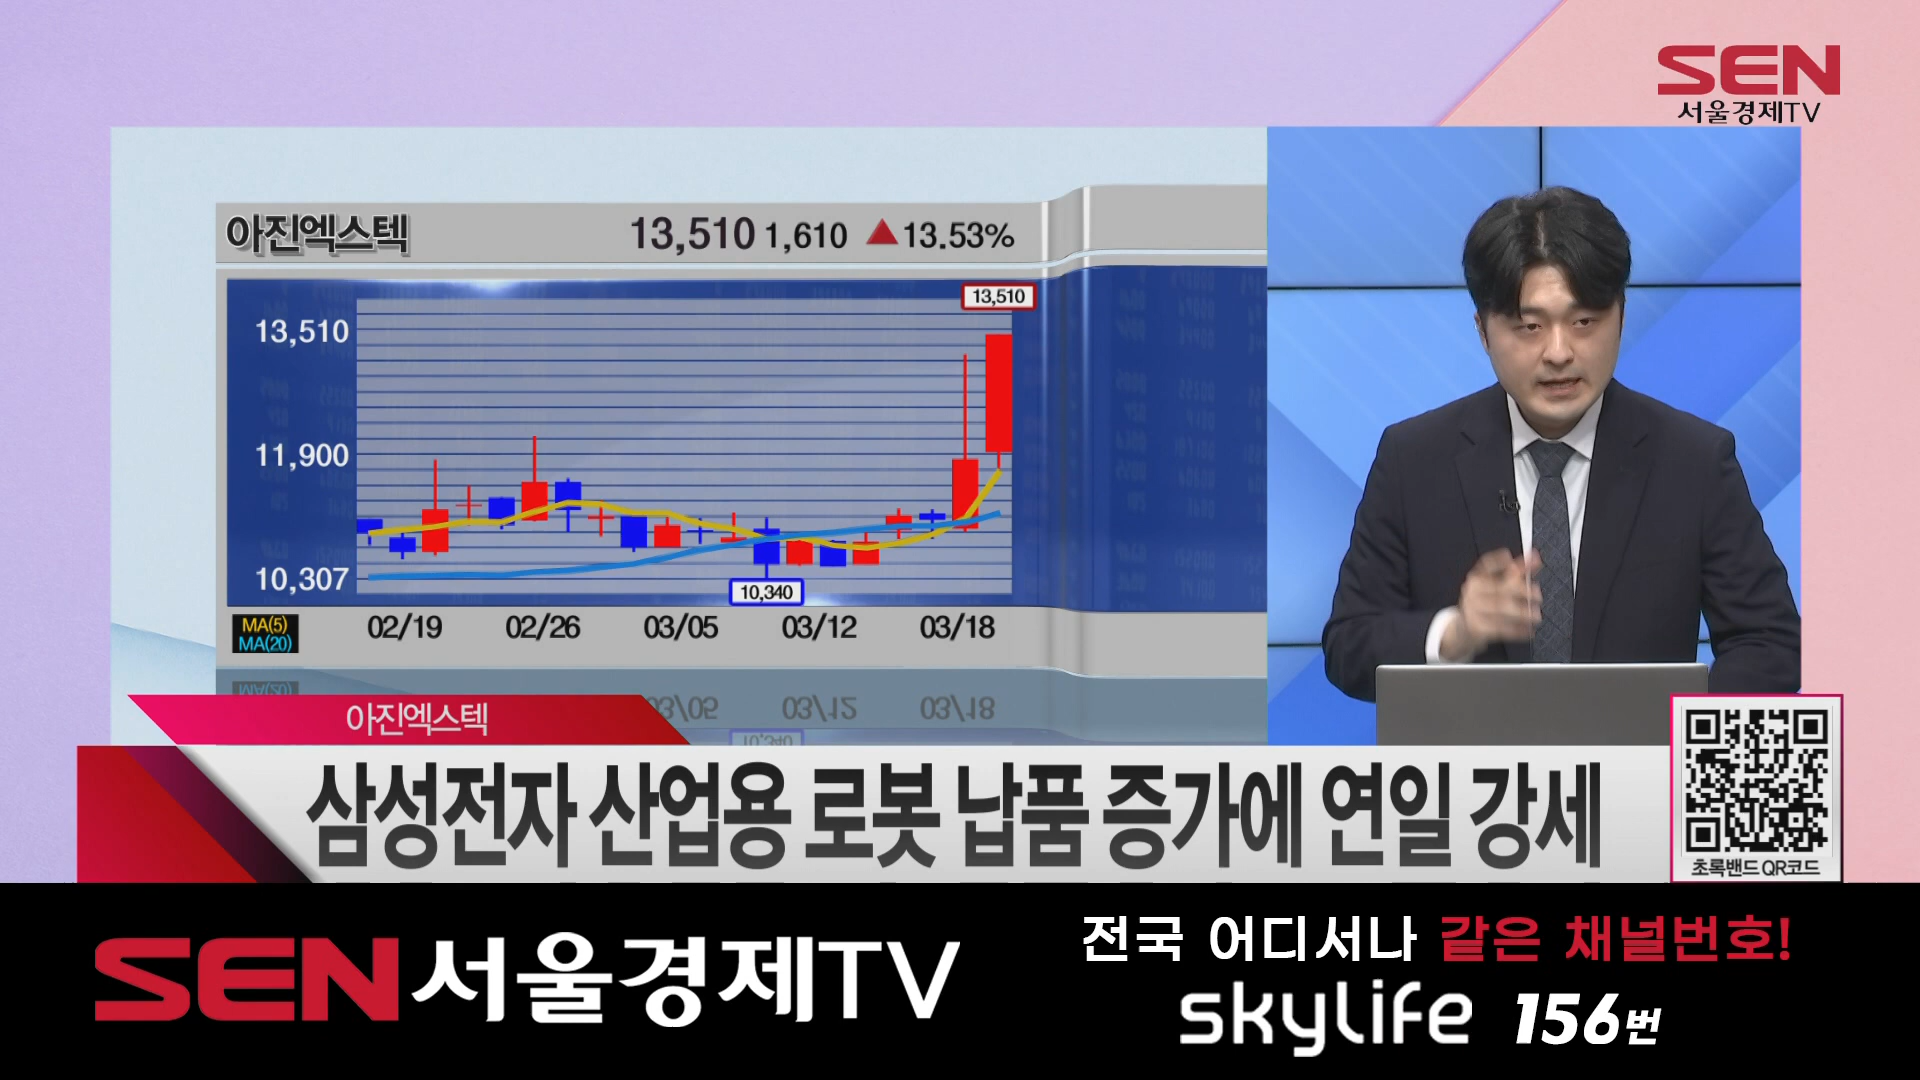 SEN
서울경제TV
아진엑스텍 13,510 1,610 ▲13.53%
13,510
13,510
11,900
10,307
10,340
MA(5)
MA(20)
02/19 02/26 03/05 03/12 03/18
아진엑스텍
삼성전자 산업용 로봇 납품 증가에 연일 강세
초록밴드 QR코드
SEN 서울경제TV
전국 어디서나 같은 채널번호!
skylife 156번